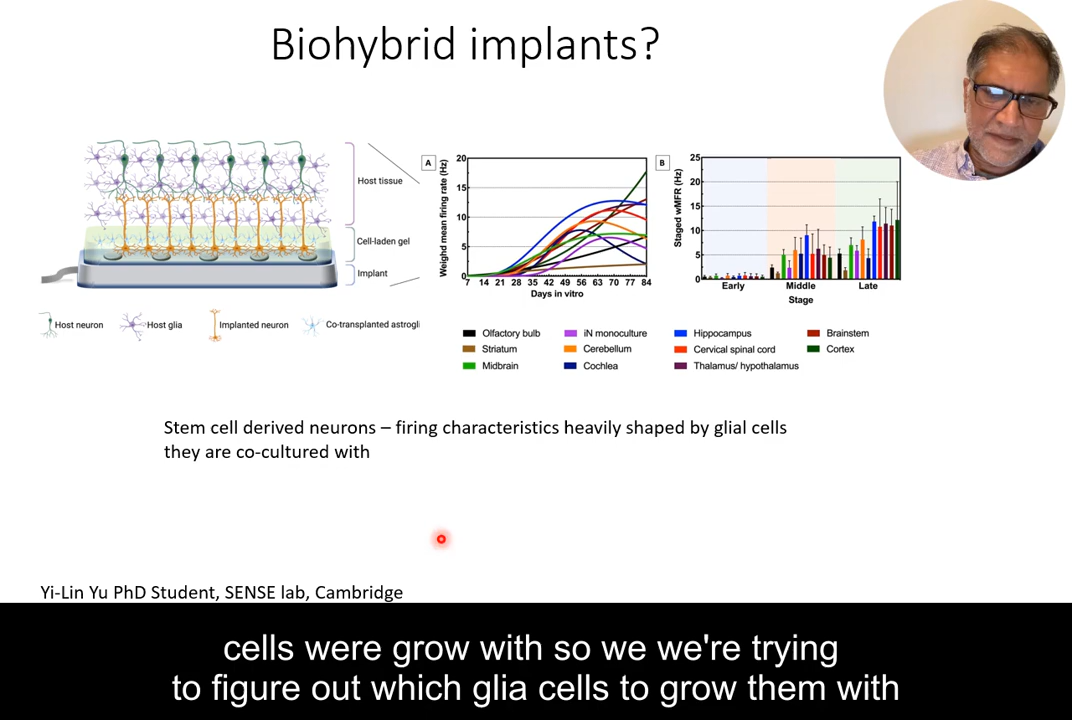 Biohybrid implants?
Host tissue
Cell-laden gel
Implant
Host neuron
Host glia
Implanted neuron
Co-transplanted astrogli
A
Weighd mean firing rate (Hz)
20
15
10
5
0
7 14 21 28 35 42 49 56 63 70 77 84
Days in vitro
B
Staged wMFR (Hz)
25
20
15
10
5
0
Early Middle Late
Stage
Olfactory bulb
iN monoculture
Hippocampus
Brainstem
Striatum
Cerebellum
Cervical spinal cord
Cortex
Midbrain
Cochlea
Thalamus/ hypothalamus
Stem cell derived neurons – firing characteristics heavily shaped by glial cells
they are co-cultured with
Yi-Lin Yu PhD Student, SENSE lab, Cambridge
cells were grow with so we we're trying
to figure out which glia cells to grow them with